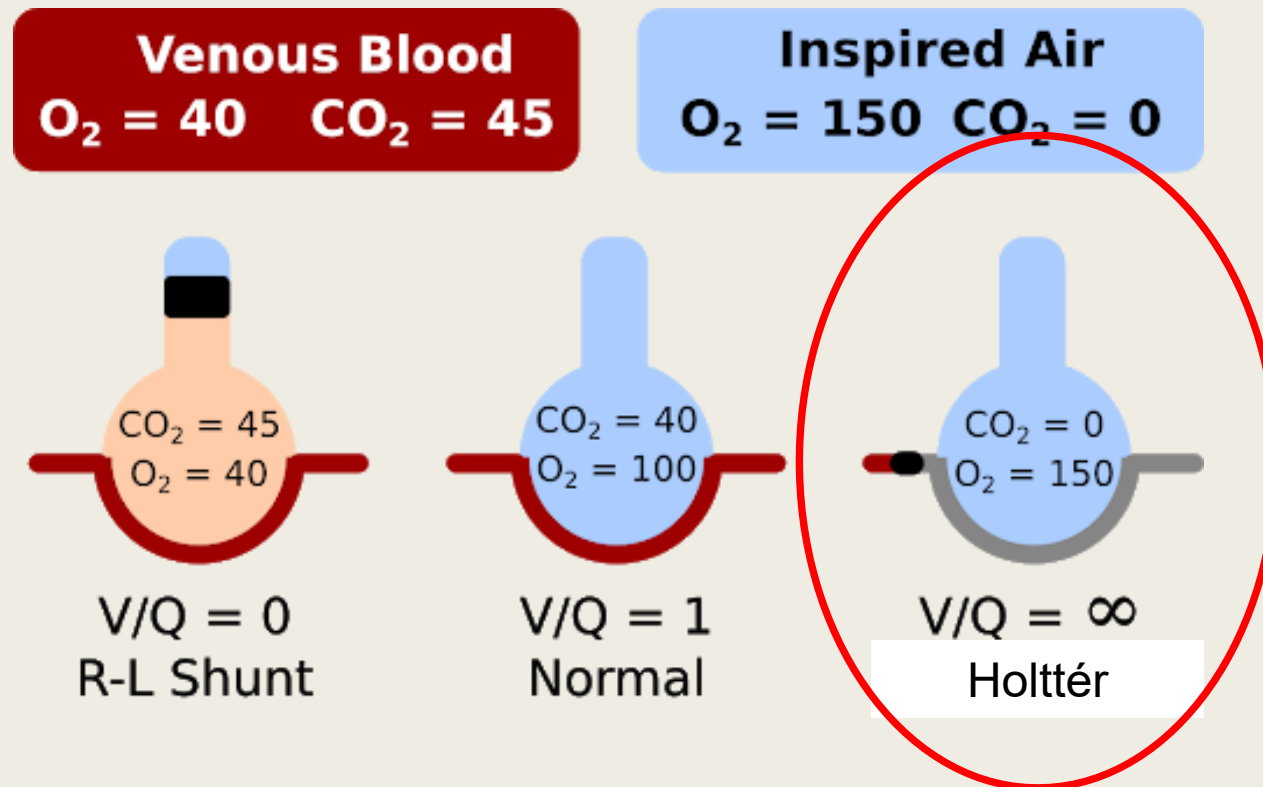 Venous Blood
O₂ = 40 CO₂ = 45
Inspired Air
O₂ = 150 CO₂ = 0
CO₂ = 45
O₂ = 40
V/Q = 0
R-L Shunt
CO₂ = 40
O₂ = 100
V/Q = 1
Normal
CO₂ = 0
O₂ = 150
V/Q = ∞
Holttér